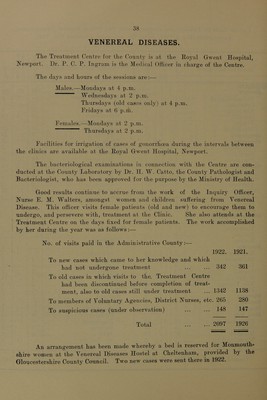 38
VENEREAL DISEASES.
The Treatment Centre for the County is at the Royal Gwent Hospital,
Newport. Dr. P. C. P. Ingram is the Medical Officer in charge of the Centre.
The days and hours of the sessions are:—
Males.—Mondays at 4 p.m.
Wednesdays at 2 p.m.
Thursdays (old cases only) at 4 p.m.
Fridays at 6 p.m.
Females.—Mondays at 2 p.m.
Thursdays at 2 p.m.
Facilities for irrigation of cases of gonorrhœa during the intervals between
the clinics are available at the Royal Gwent Hospital, Newport.
The bacteriological examinations in connection with the Centre are con-
ducted at the County Laboratory by Dr. H. W. Catto, the County Pathologist and
Bacteriologist, who has been approved for the purpose by the Ministry of Health.
Good results continue to accrue from the work of the Inquiry Officer,
Nurse E. M. Walters, amongst women and children suffering from Venereal
Disease. This officer visits female patients (old and new) to encourage them to
undergo, and persevere with, treatment at the Clinic. She also attends at the
Treatment Centre on the days fixed for female patients. The work accomplished
by her during the year was as follows:—
No. of visits paid in the Administrative County:—
1922. 1921.
To new cases which came to her knowledge and which
had not undergone treatment ... ... 342 361
To old cases in which visits to the Treatment Centre
had been discontinued before completion of treat-
ment, also to old cases still under treatment ... 1342 1138
To members of Voluntary Agencies, District Nurses, etc. 265 280
To suspicious cases (under observation) ... ... 148 147
Total ... ... 2097 1926
An arrangement has been made whereby a bed is reserved for Monmouth-
shire women at the Venereal Diseases Hostel at Cheltenham, provided by the
Gloucestershire County Council. Two new cases were sent there in 1922.